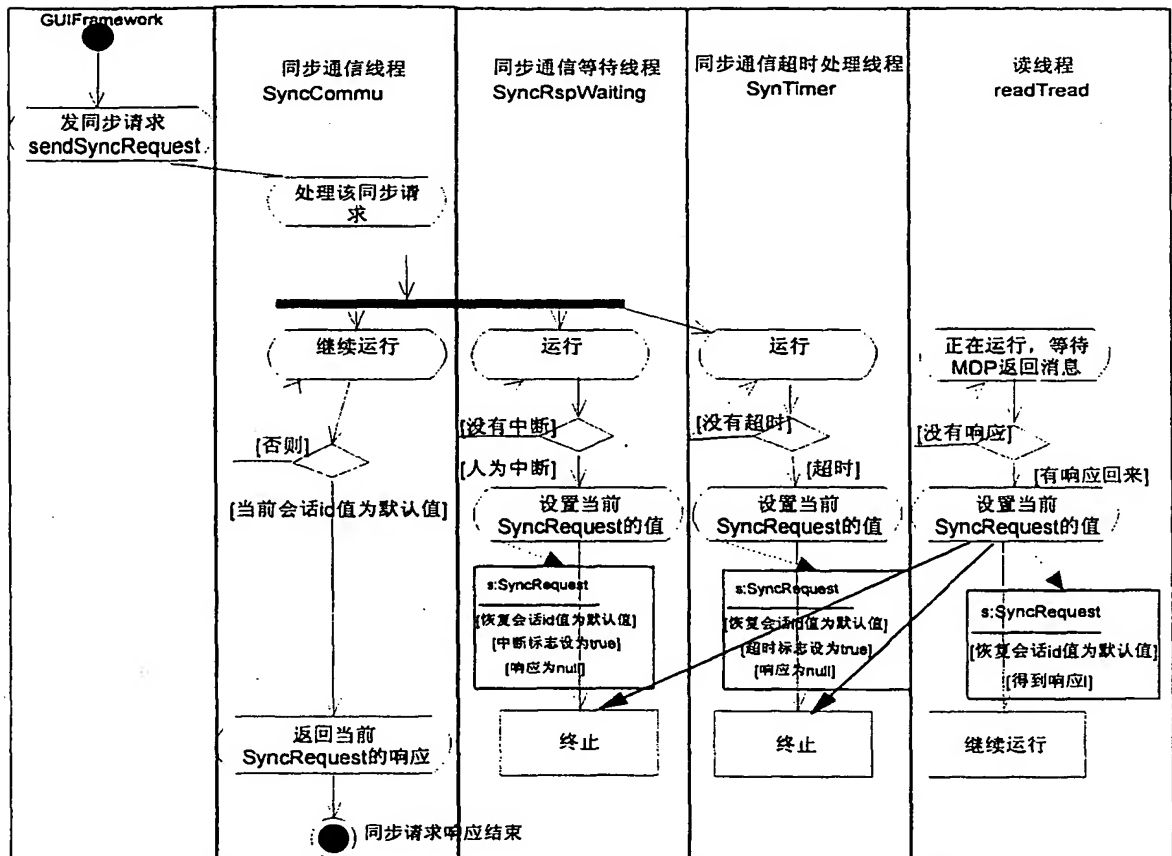 GUIFramework
同步通信线程
SyncCommu
同步通信等待线程
SyncRspWaiting
同步通信超时处理线程
SynTimer
读线程
readTread
发同步请求
sendSyncRequest
处理该同步请
求
继续运行
运行
运行
正在运行，等待
MDP返回消息
[否则]
[没有中断]
[没有超时]
[没有响应]
[当前会话id值为默认值]
[人为中断]
[超时]
[有响应回来]
设置当前
SyncRequest的值
设置当前
SyncRequest的值
设置当前
SyncRequest的值
s:SyncRequest
[恢复会话id值为默认值]
[中断标志设为true]
[响应为null]
s:SyncRequest
[恢复会话id值为默认值]
[超时标志设为true]
[响应为null]
s:SyncRequest
[恢复会话id值为默认值]
[得到响应]
返回当前
SyncRequest的响应
终止
终止
继续运行
同步请求响应结束